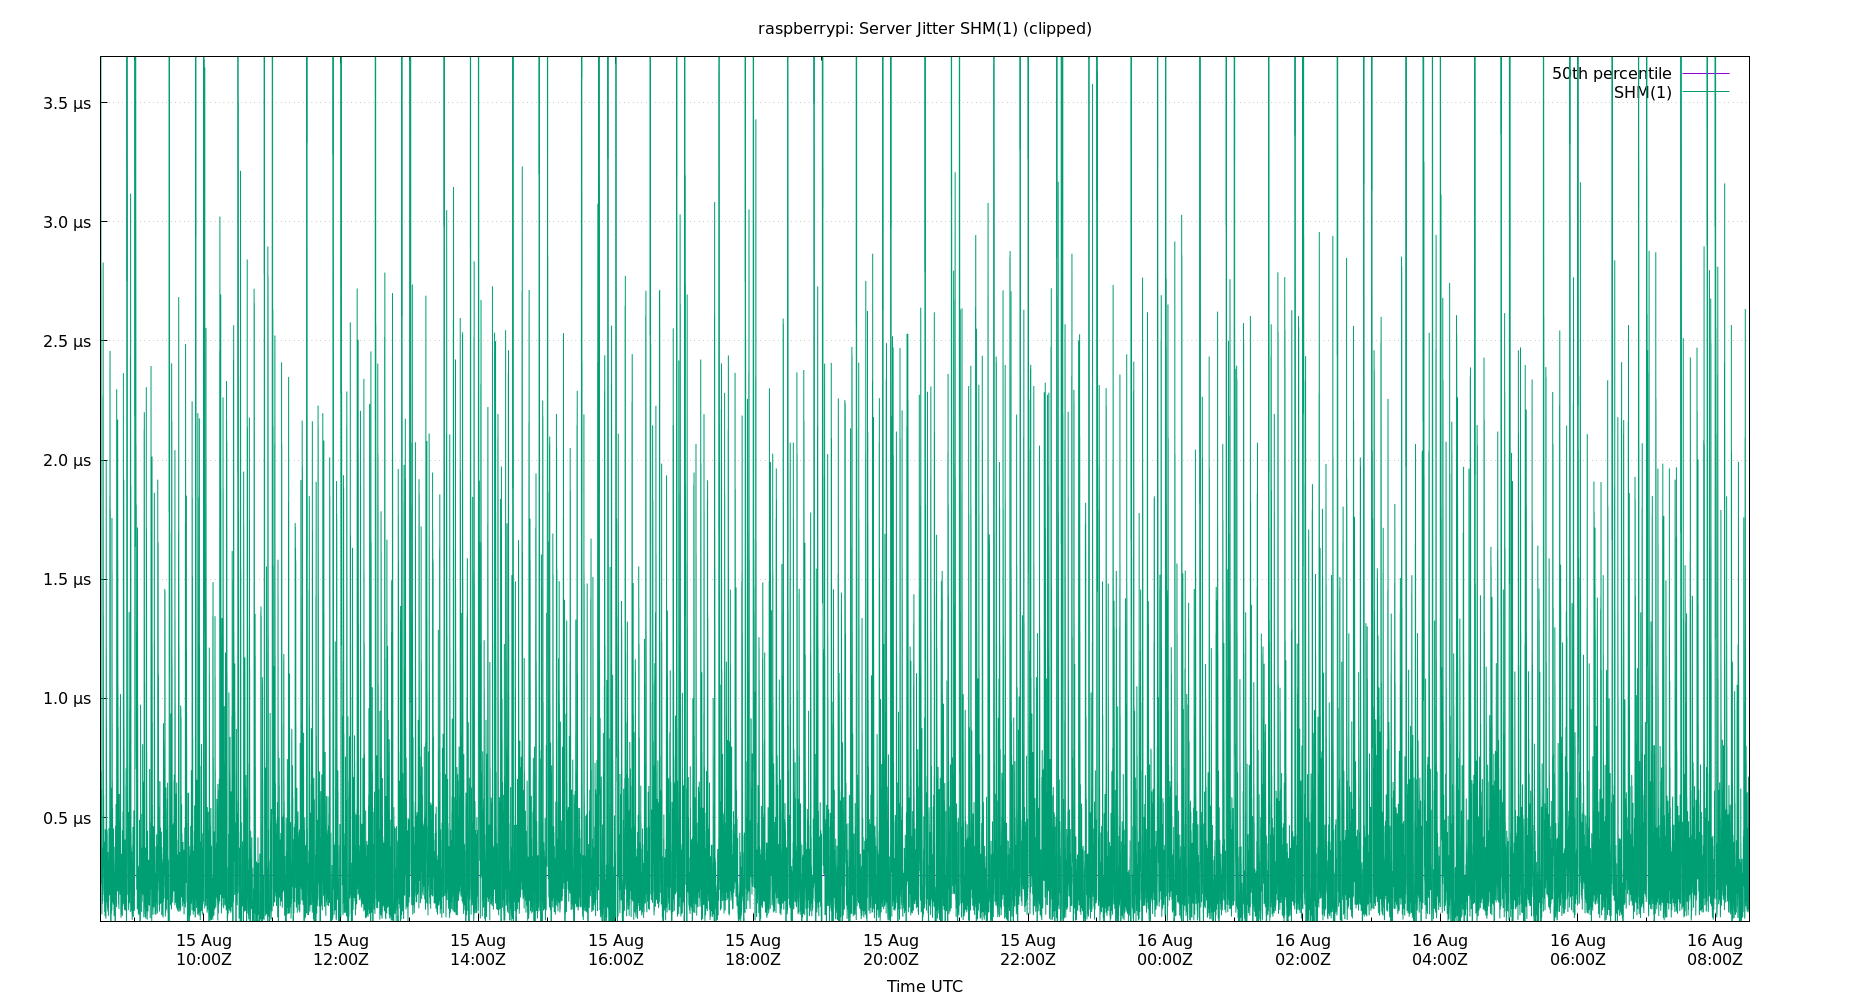 raspberrypi: Server Jitter SHM(1) (clipped)
50th percentile
SHM(1)
3.5 μs
3.0 μs
2.5 μs
2.0 μs
1.5 μs
1.0 μs
0.5 μs
15 Aug 15 Aug 15 Aug 15 Aug 15 Aug 15 Aug 15 Aug 16 Aug 16 Aug 16 Aug 16 Aug 16 Aug
10:00Z 12:00Z 14:00Z 16:00Z 18:00Z 20:00Z 22:00Z 00:00Z 02:00Z 04:00Z 06:00Z 08:00Z
Time UTC